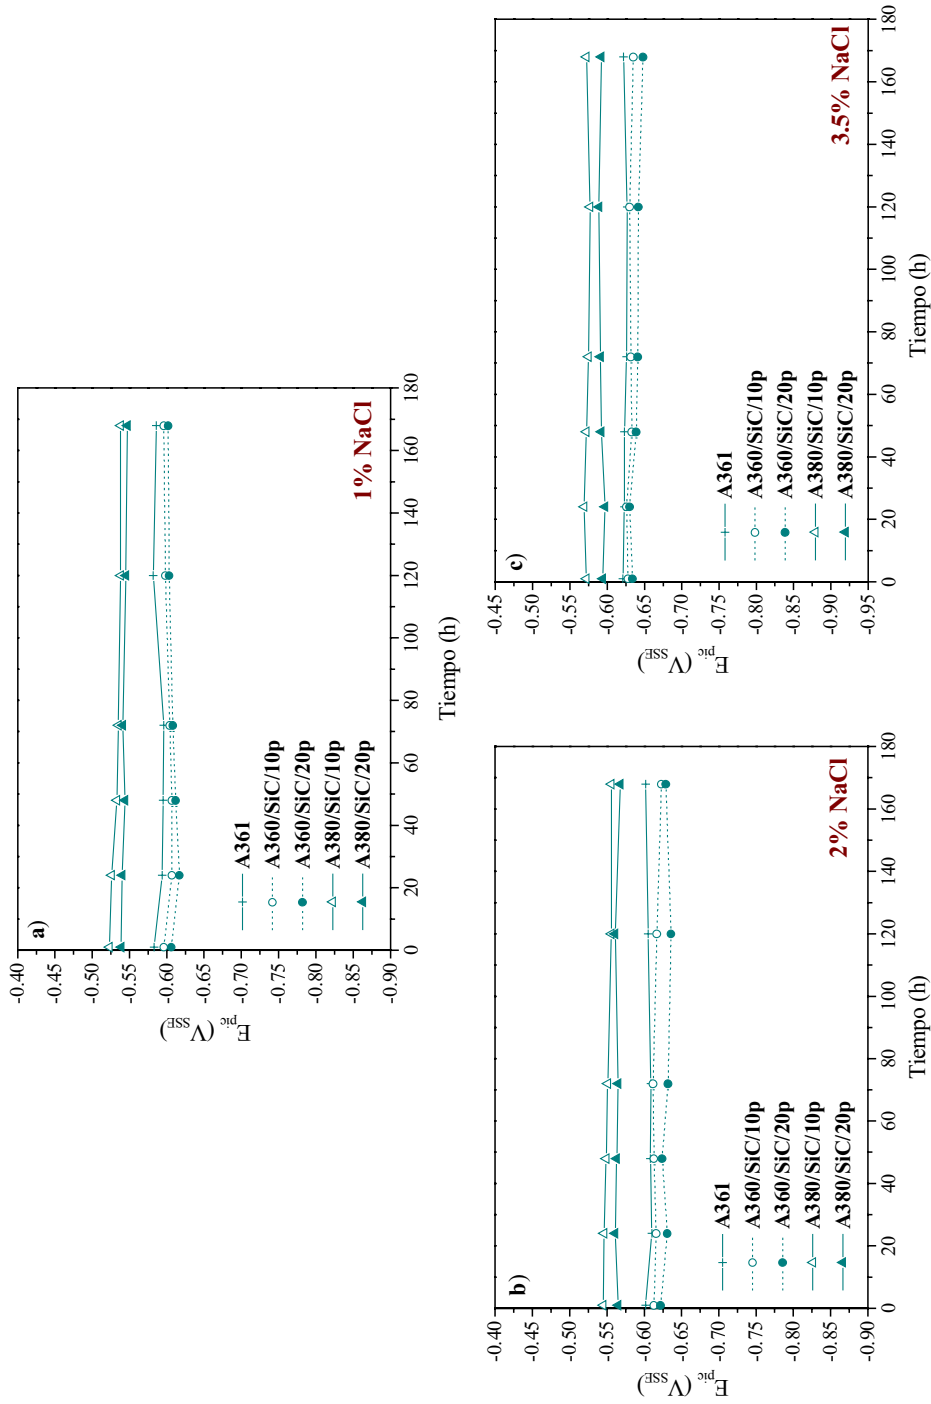 a)
-0.40
-0.45
-0.50
-0.55
-0.60
-0.65
-0.70
-0.75
-0.80
-0.85
-0.90
E_pic (V_SSE)
0 20 40 60 80 100 120 140 160 180
Tiempo (h)
A361
A360/SiC/10p
A360/SiC/20p
A380/SiC/10p
A380/SiC/20p
1% NaCl
b)
-0.40
-0.45
-0.50
-0.55
-0.60
-0.65
-0.70
-0.75
-0.80
-0.85
-0.90
E_pic (V_SSE)
0 20 40 60 80 100 120 140 160 180
Tiempo (h)
A361
A360/SiC/10p
A360/SiC/20p
A380/SiC/10p
A380/SiC/20p
2% NaCl
c)
-0.45
-0.50
-0.55
-0.60
-0.65
-0.70
-0.75
-0.80
-0.85
-0.90
-0.95
E_pic (V_SSE)
0 20 40 60 80 100 120 140 160 180
Tiempo (h)
A361
A360/SiC/10p
A360/SiC/20p
A380/SiC/10p
A380/SiC/20p
3.5% NaCl